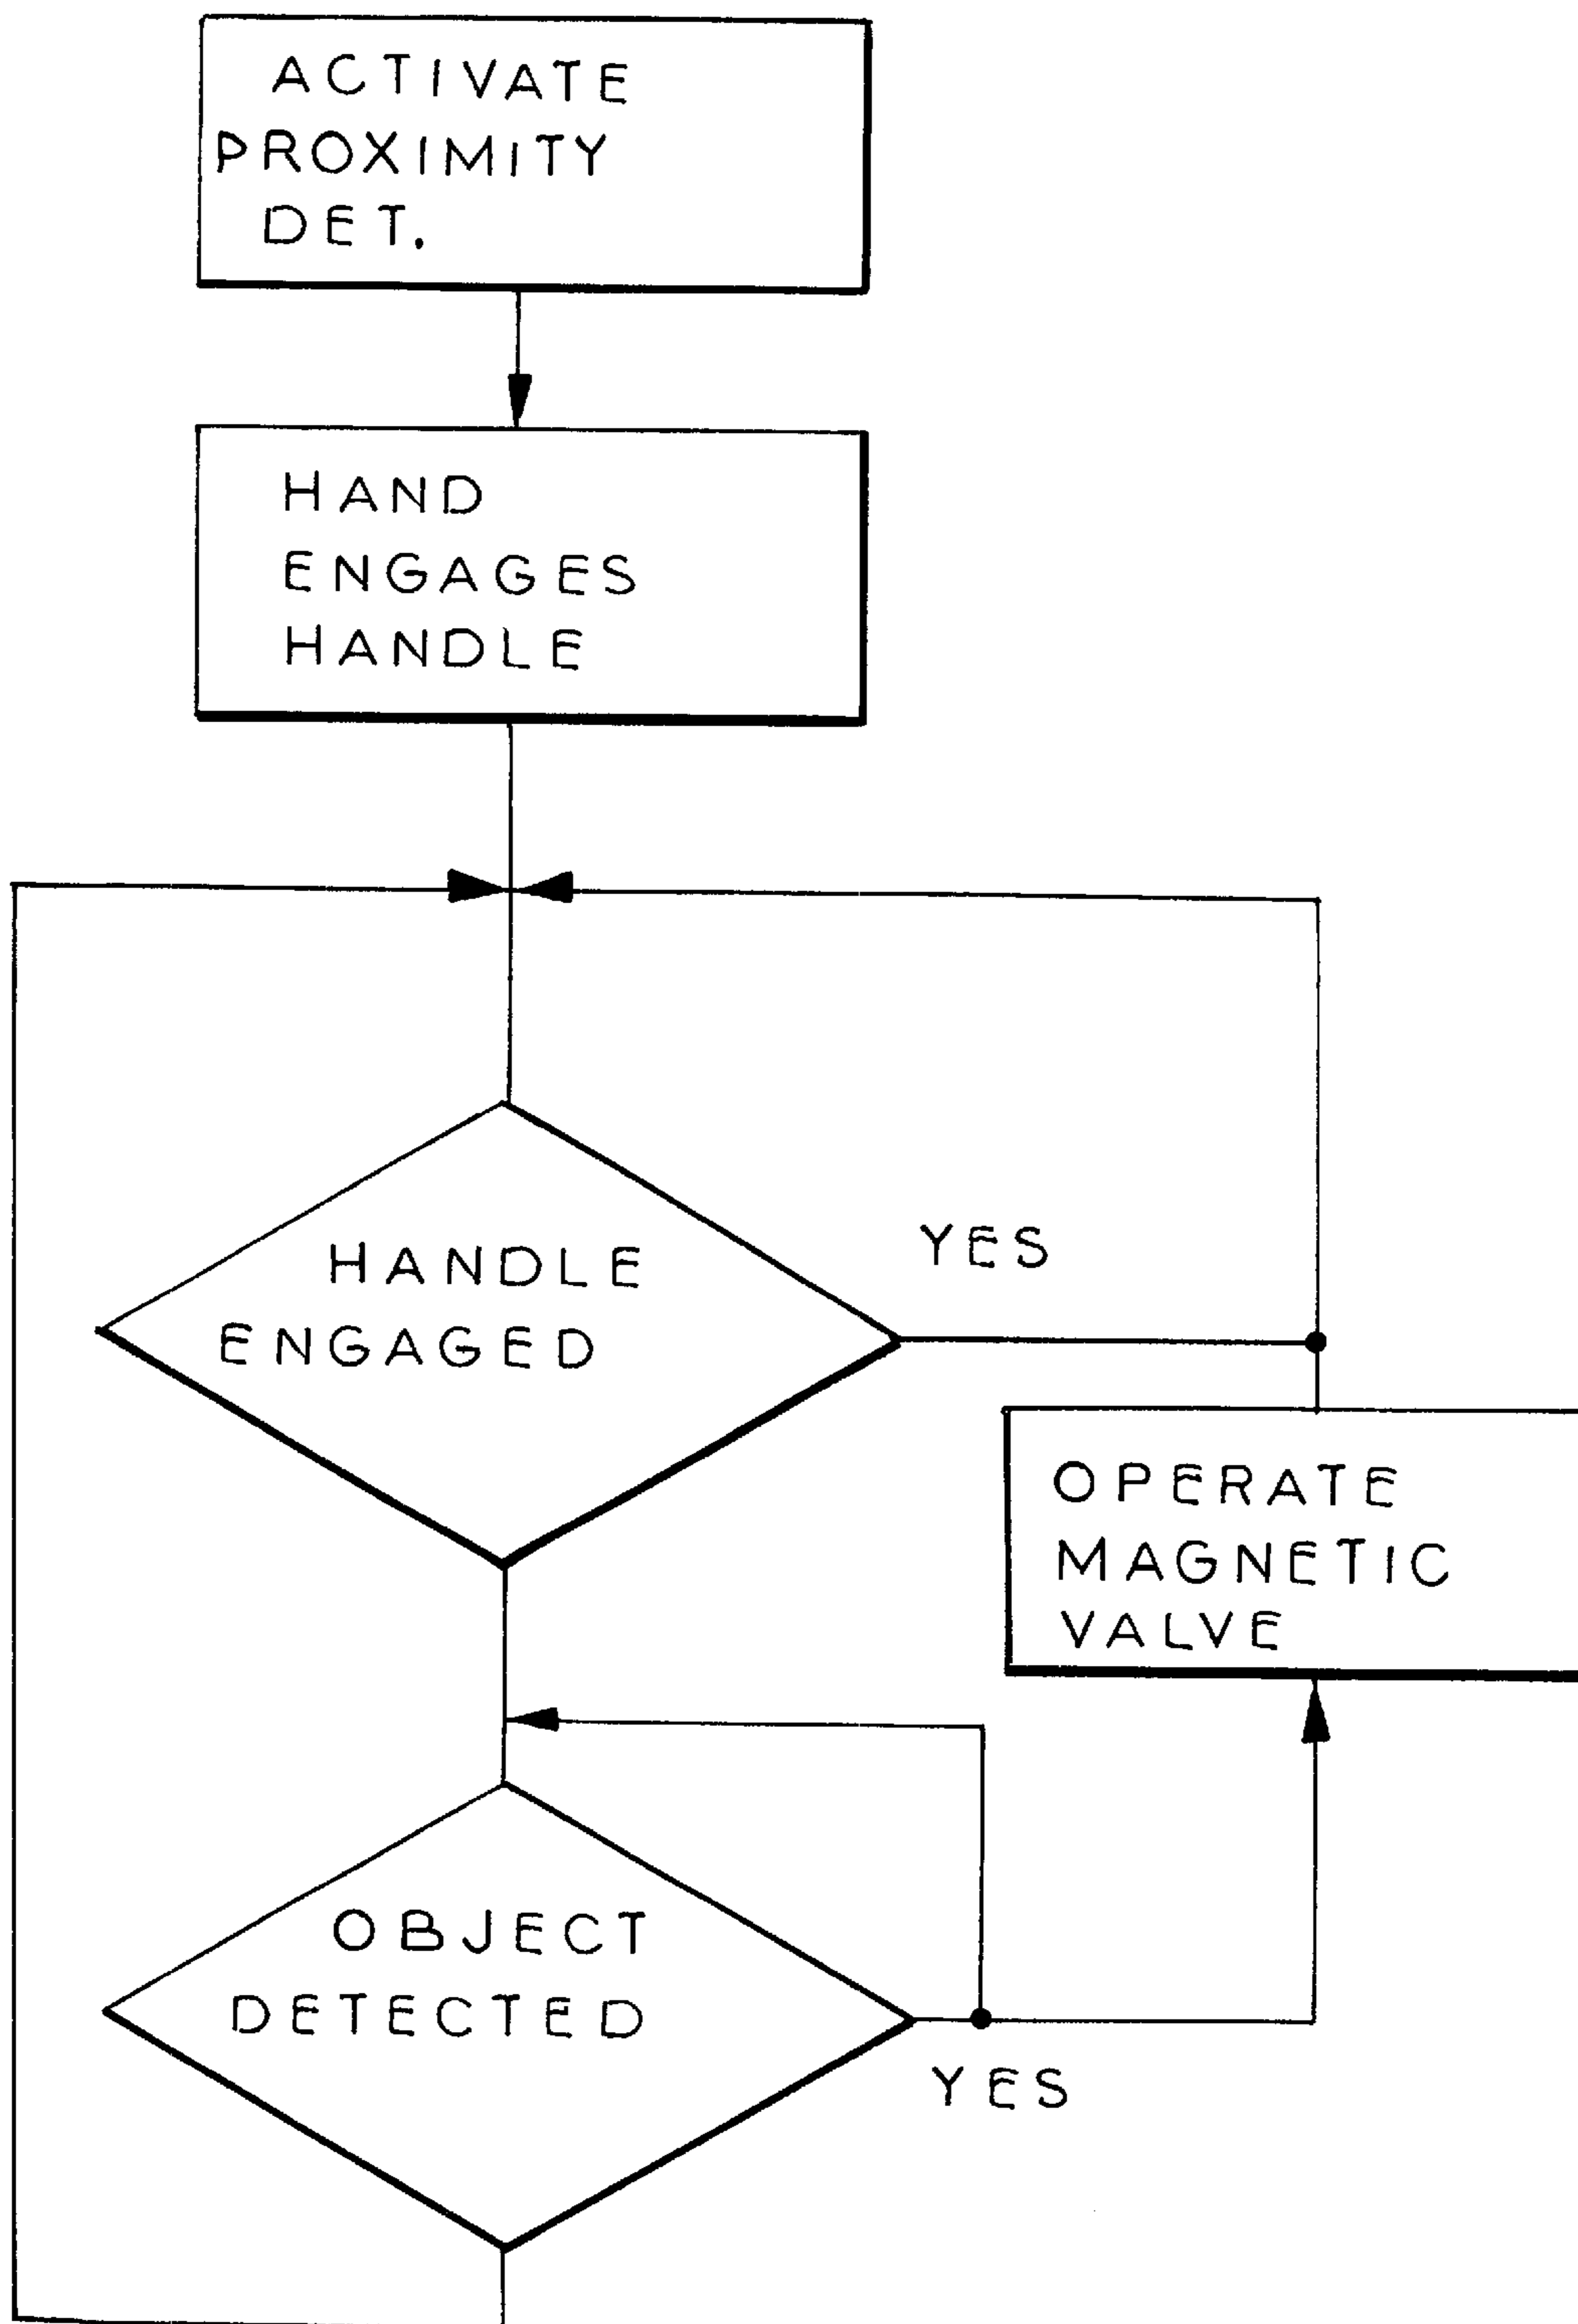 ACTIVATE
PROXIMITY
DET.
HAND
ENGAGES
HANDLE
HANDLE
ENGAGED
YES
OPERATE
MAGNETIC
VALVE
OBJECT
DETECTED
YES